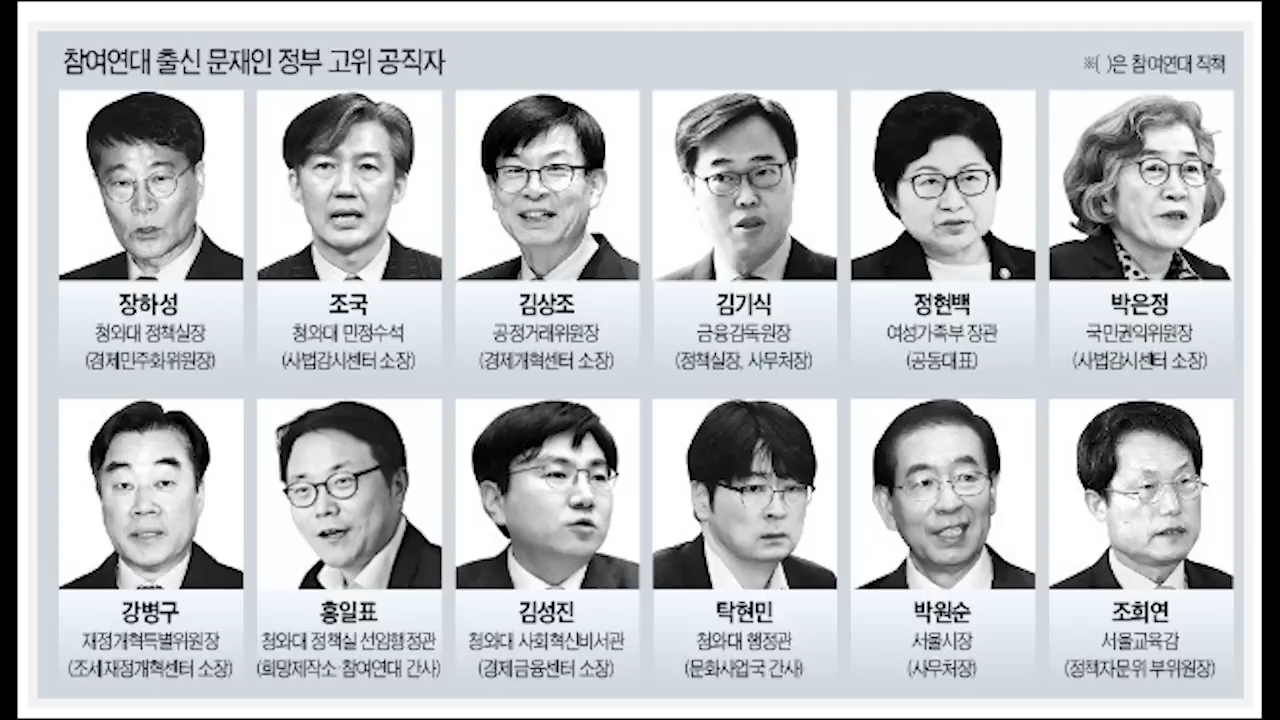 참여연대 출신 문재인 정부 고위 공직자
※( )은 참여연대 직책
장하성 조국 김상조 김기식 정현백 박은정
청와대 정책실장 청와대 민정수석 공정거래위원장 금융감독원장 여성가족부 장관 국민권익위원장
(경제민주화위원장) (사법감시센터 소장) (경제개혁센터 소장) (정책실장, 사무처장) (공동대표) (사법감시센터 소장)
강병구 홍일표 김성진 탁현민 박원순 조희연
재정개혁특별위원장 청와대 정책실 선임행정관 청와대 사회혁신비서관 청와대 행정관 서울시장 서울교육감
(조세재정개혁센터 소장) (희망제작소·참여연대 간사) (경제금융센터 소장) (문화사업국 간사) (사무처장) (정책자문위 부위원장)